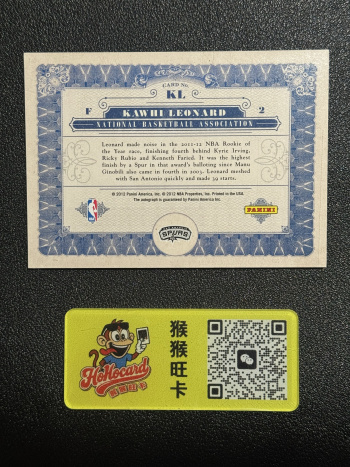 CARD No.
KL
F
KAWHI LEONARD
2
NATIONAL BASKETBALL ASSOCIATION
Leonard made noise in the 2011-12 NBA Rookie of
the Year race, finishing fourth behind Kyrie Irving,
Ricky Rubio and Kenneth Faried. It was the highest
finish by a Spur in that award's balloting since Manu
Ginobili also came in fourth in 2003. Leonard meshed
with San Antonio quickly and made 39 starts.
© 2012 Panini America, Inc. © 2012 NBA Properties, Inc. Printed in the USA.
The autograph is guaranteed by Panini America Inc.
NBA
PANINI
SPURS
HoHocard
猴猴旺卡